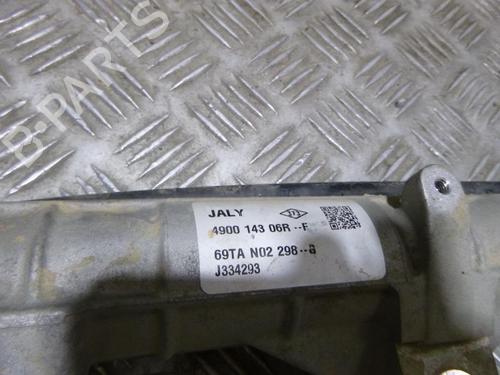 B-PARTS
JALY
4900 143 06R--F
69TA N02 298--B
J334293